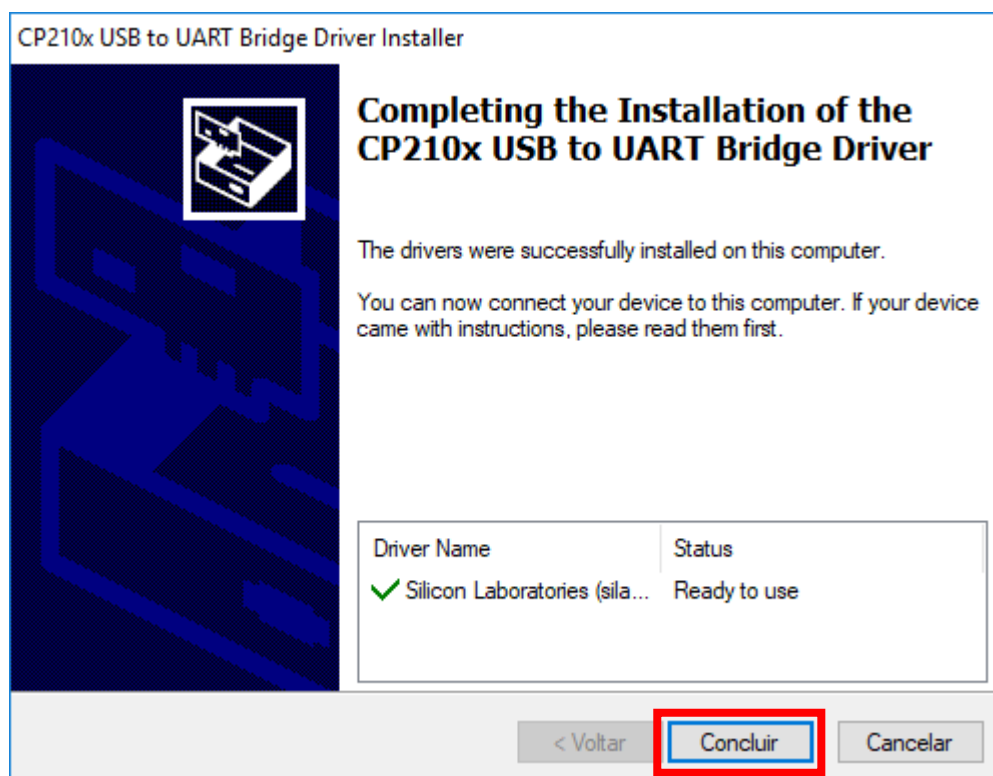 CP210x USB to UART Bridge Driver Installer
Completing the Installation of the
CP210x USB to UART Bridge Driver
The drivers were successfully installed on this computer.
You can now connect your device to this computer. If your device
came with instructions, please read them first.
Driver Name Status
Silicon Laboratories (sila... Ready to use
< Voltar Concluir Cancelar